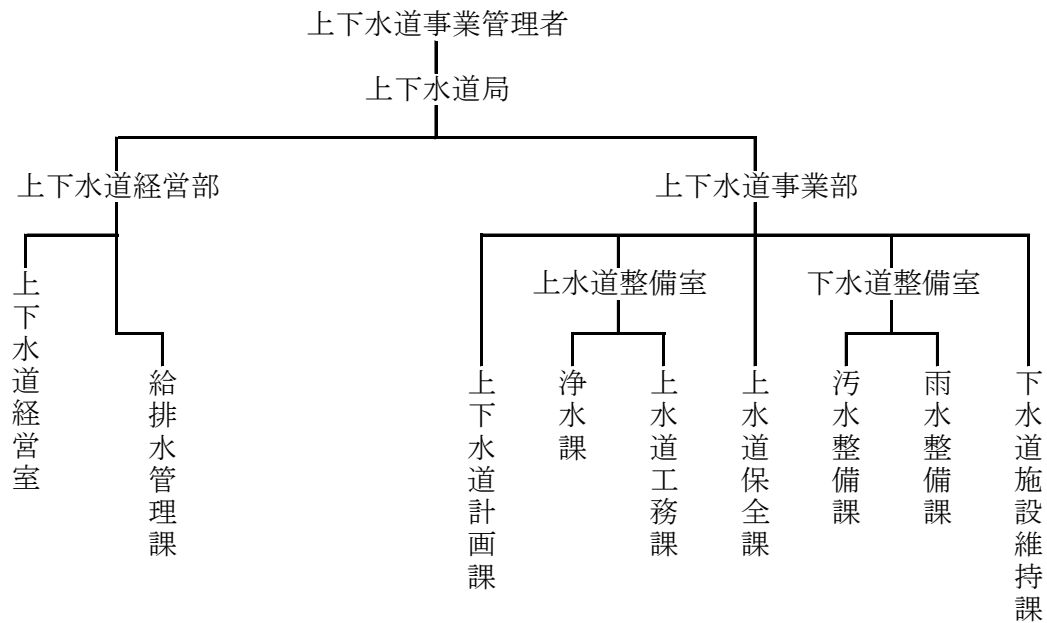 上下水道事業管理者
上下水道局
上下水道経営部
上下水道事業部
上水道整備室
下水道整備室
上下水道経営室
給排水管理課
上下水道計画課
浄水課
上水道工務課
上水道保全課
汚水整備課
雨水整備課
下水道施設維持課